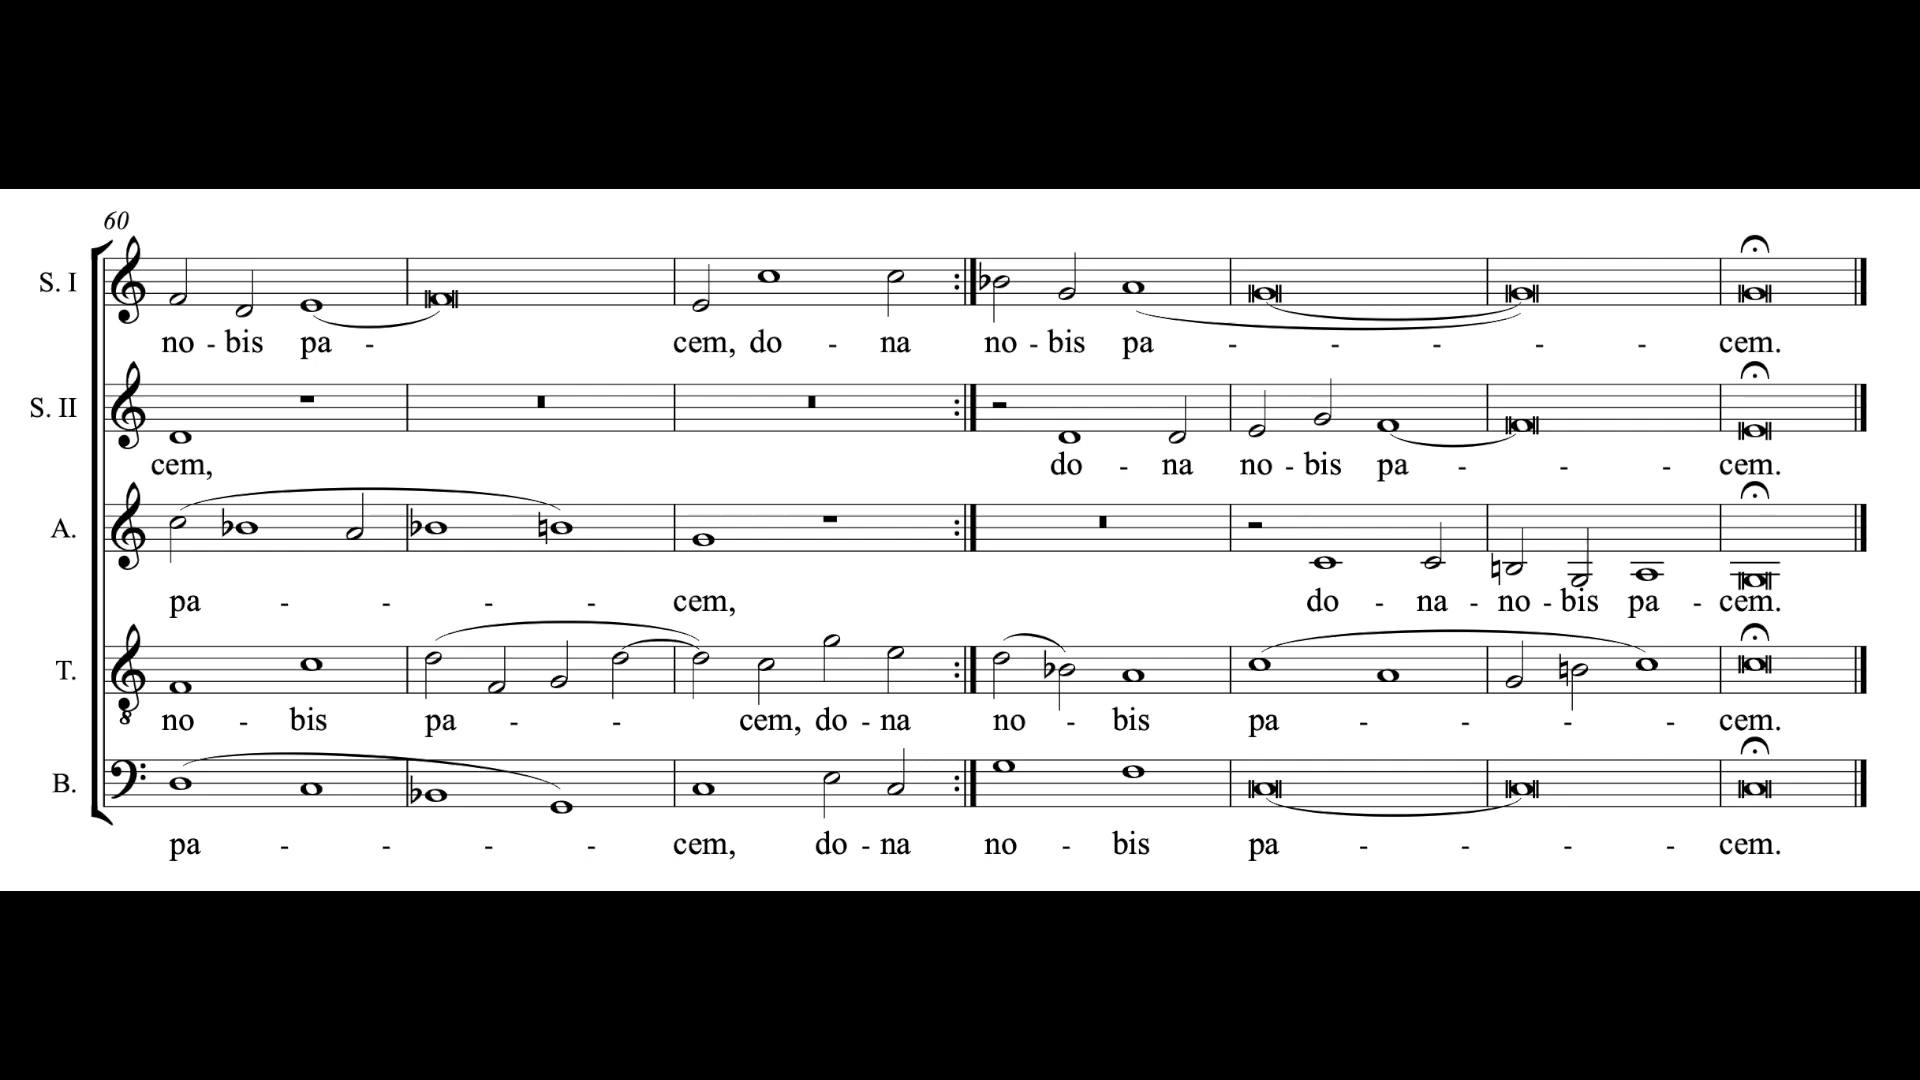 60
S. I
no - bis pa - cem, do - na no - bis pa - - - - - cem.
S. II
cem, do - na no - bis pa - - - cem.
A.
pa - - - - cem, do - na - no - bis pa - cem.
T.
8
no - bis pa - - cem, do - na no - bis pa - - - - cem.
B.
pa - - - - cem, do - na no - bis pa - - - - cem.